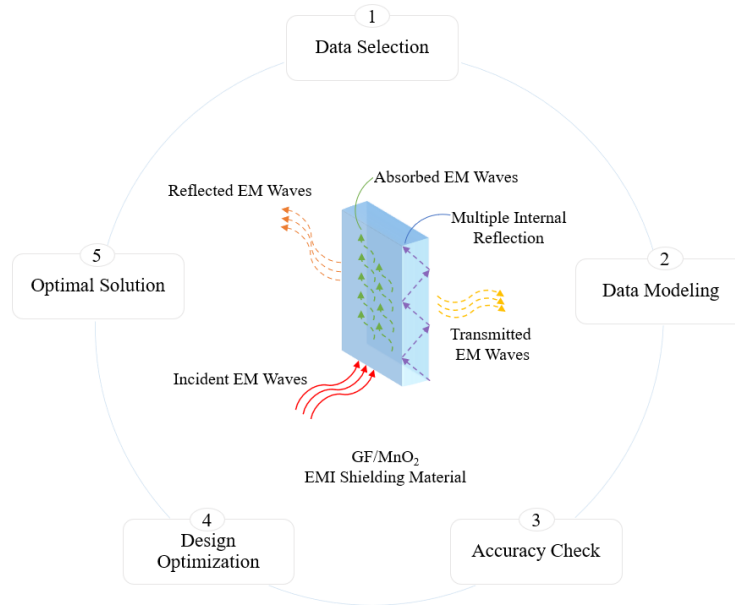 1
Data Selection
Absorbed EM Waves
Reflected EM Waves
Multiple Internal
Reflection
5
Optimal Solution
2
Data Modeling
Transmitted
EM Waves
Incident EM Waves
GF/MnO₂
EMI Shielding Material
4
Design
Optimization
3
Accuracy Check